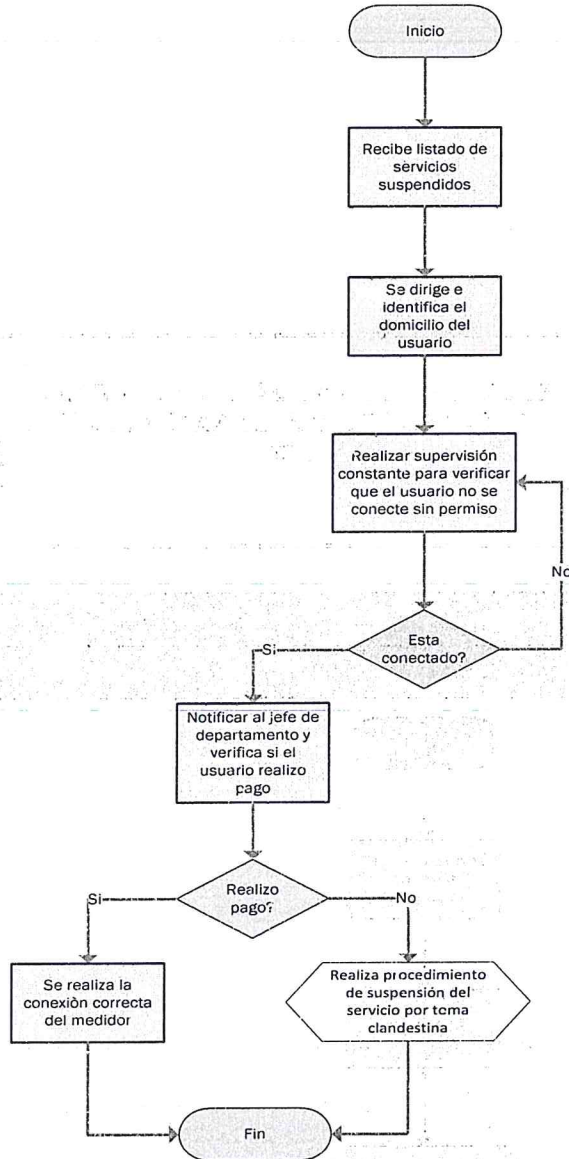 Inicio
Recibe listado de
servicios
suspendidos
Se dirige e
identifica el
domicilio del
usuario
Realizar supervisión
constante para verificar
que el usuario no se
conecte sin permiso
No
Esta
conectado?
Si
Notificar al jefe de
departamento y
verifica si el
usuario realizo
pago
Realizo
pago?
Si
No
Se realiza la
conexiòn correcta
del medidor
Realiza procedimiento
de suspensión del
servicio por toma
clandestina
Fin